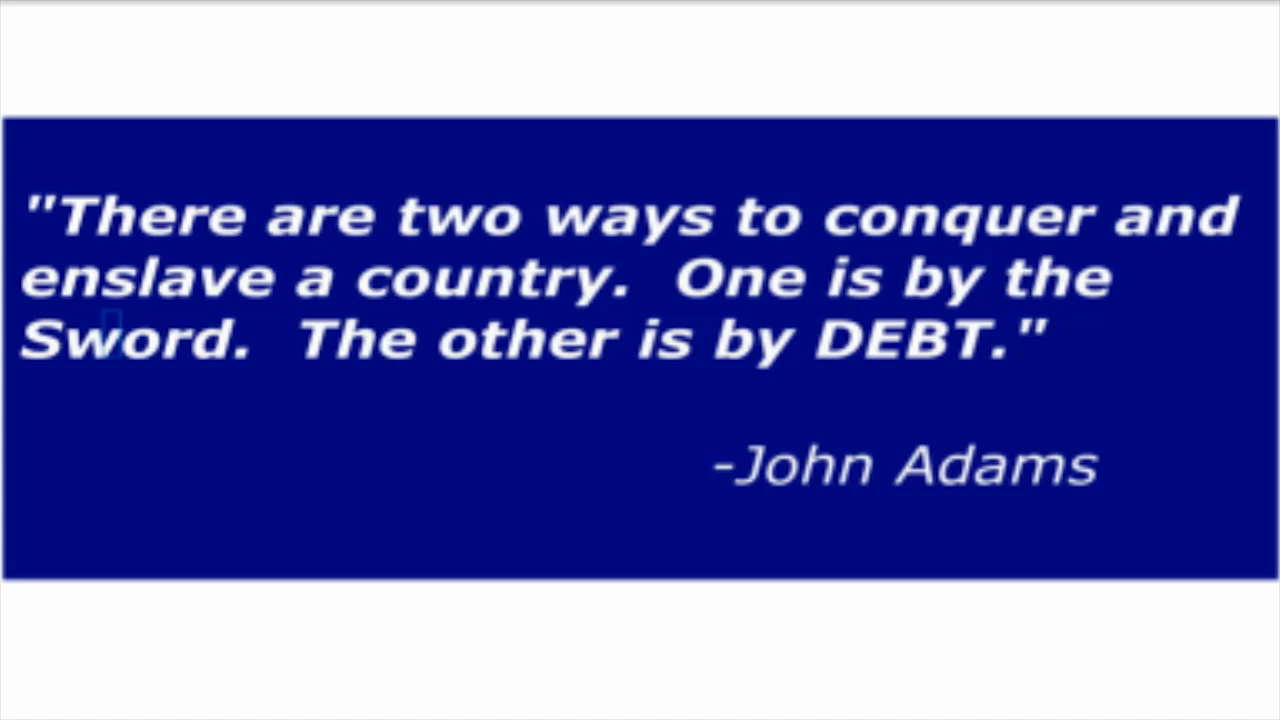 "There are two ways to conquer and
enslave a country.  One is by the
Sword.  The other is by DEBT."
-John Adams